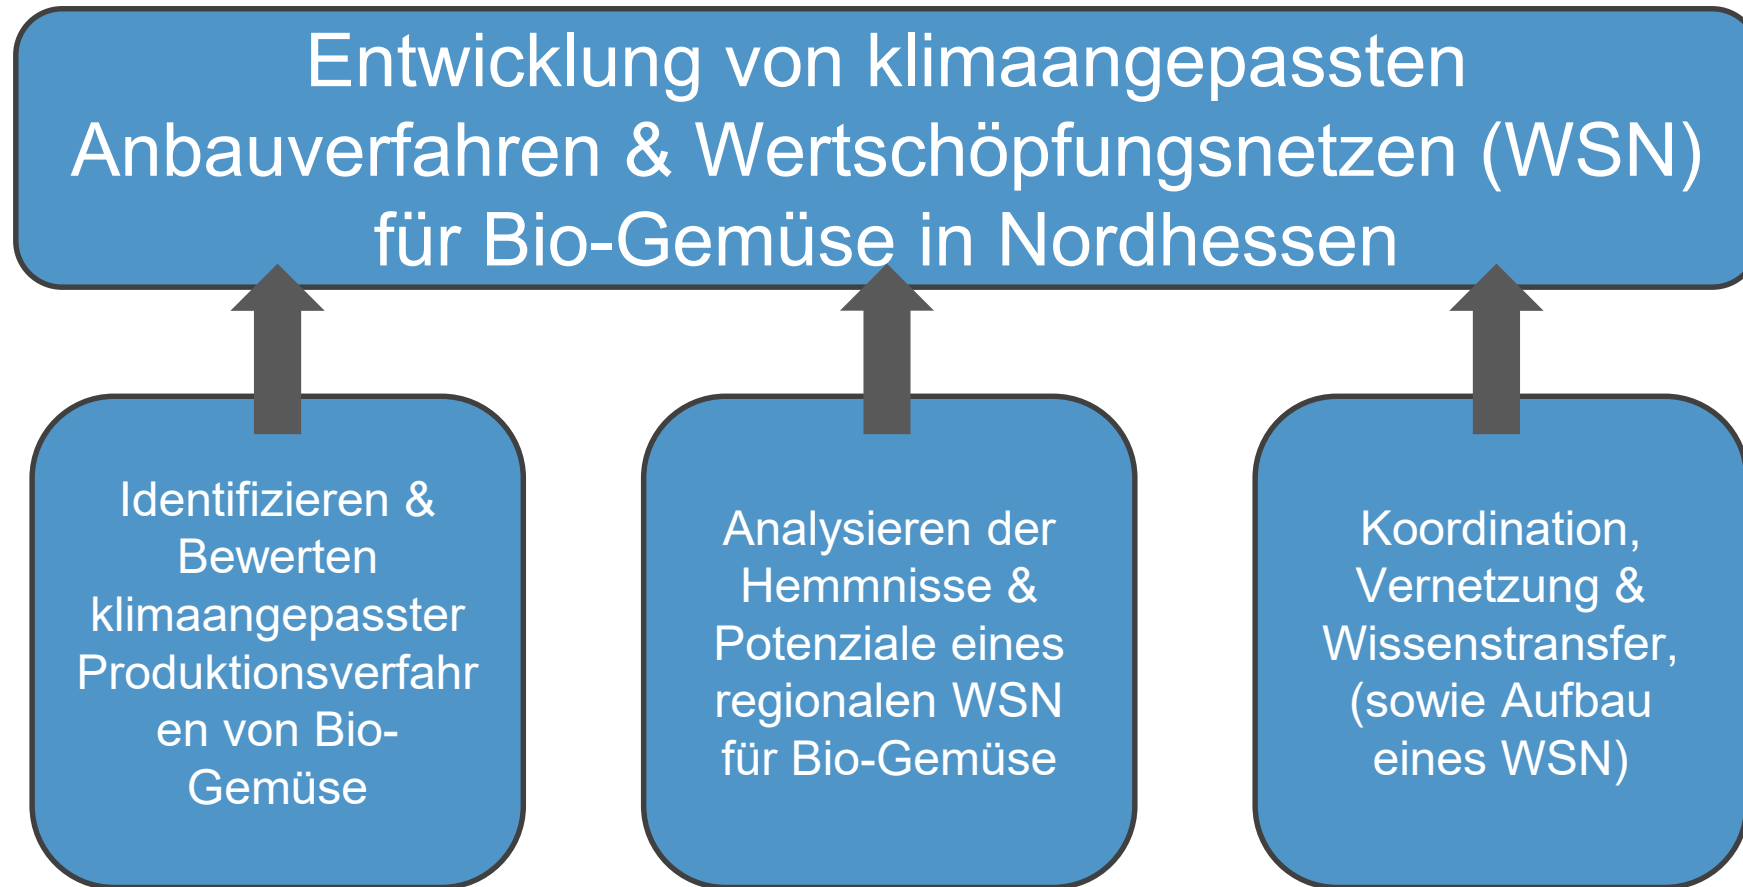 Entwicklung von klimaangepassten
Anbauverfahren & Wertschöpfungsnetzen (WSN)
für Bio-Gemüse in Nordhessen
Identifizieren &
Bewerten
klimaangepasster
Produktionsverfahr
en von Bio-
Gemüse
Analysieren der
Hemmnisse &
Potenziale eines
regionalen WSN
für Bio-Gemüse
Koordination,
Vernetzung &
Wissenstransfer,
(sowie Aufbau
eines WSN)